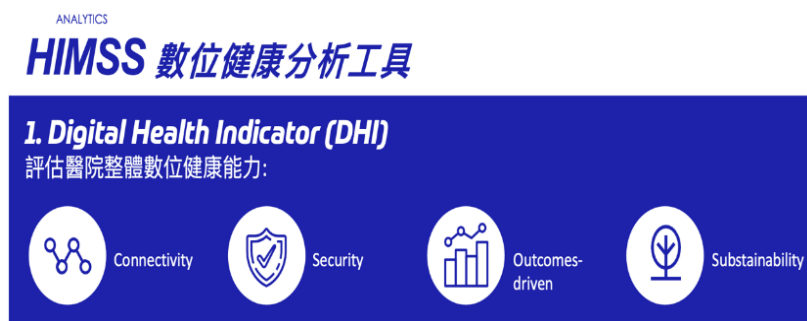 ANALYTICS
HIMSS 數位健康分析工具
1. Digital Health Indicator (DHI)
評估醫院整體數位健康能力:
Connectivity
Security
Outcomes-
driven
Substainability